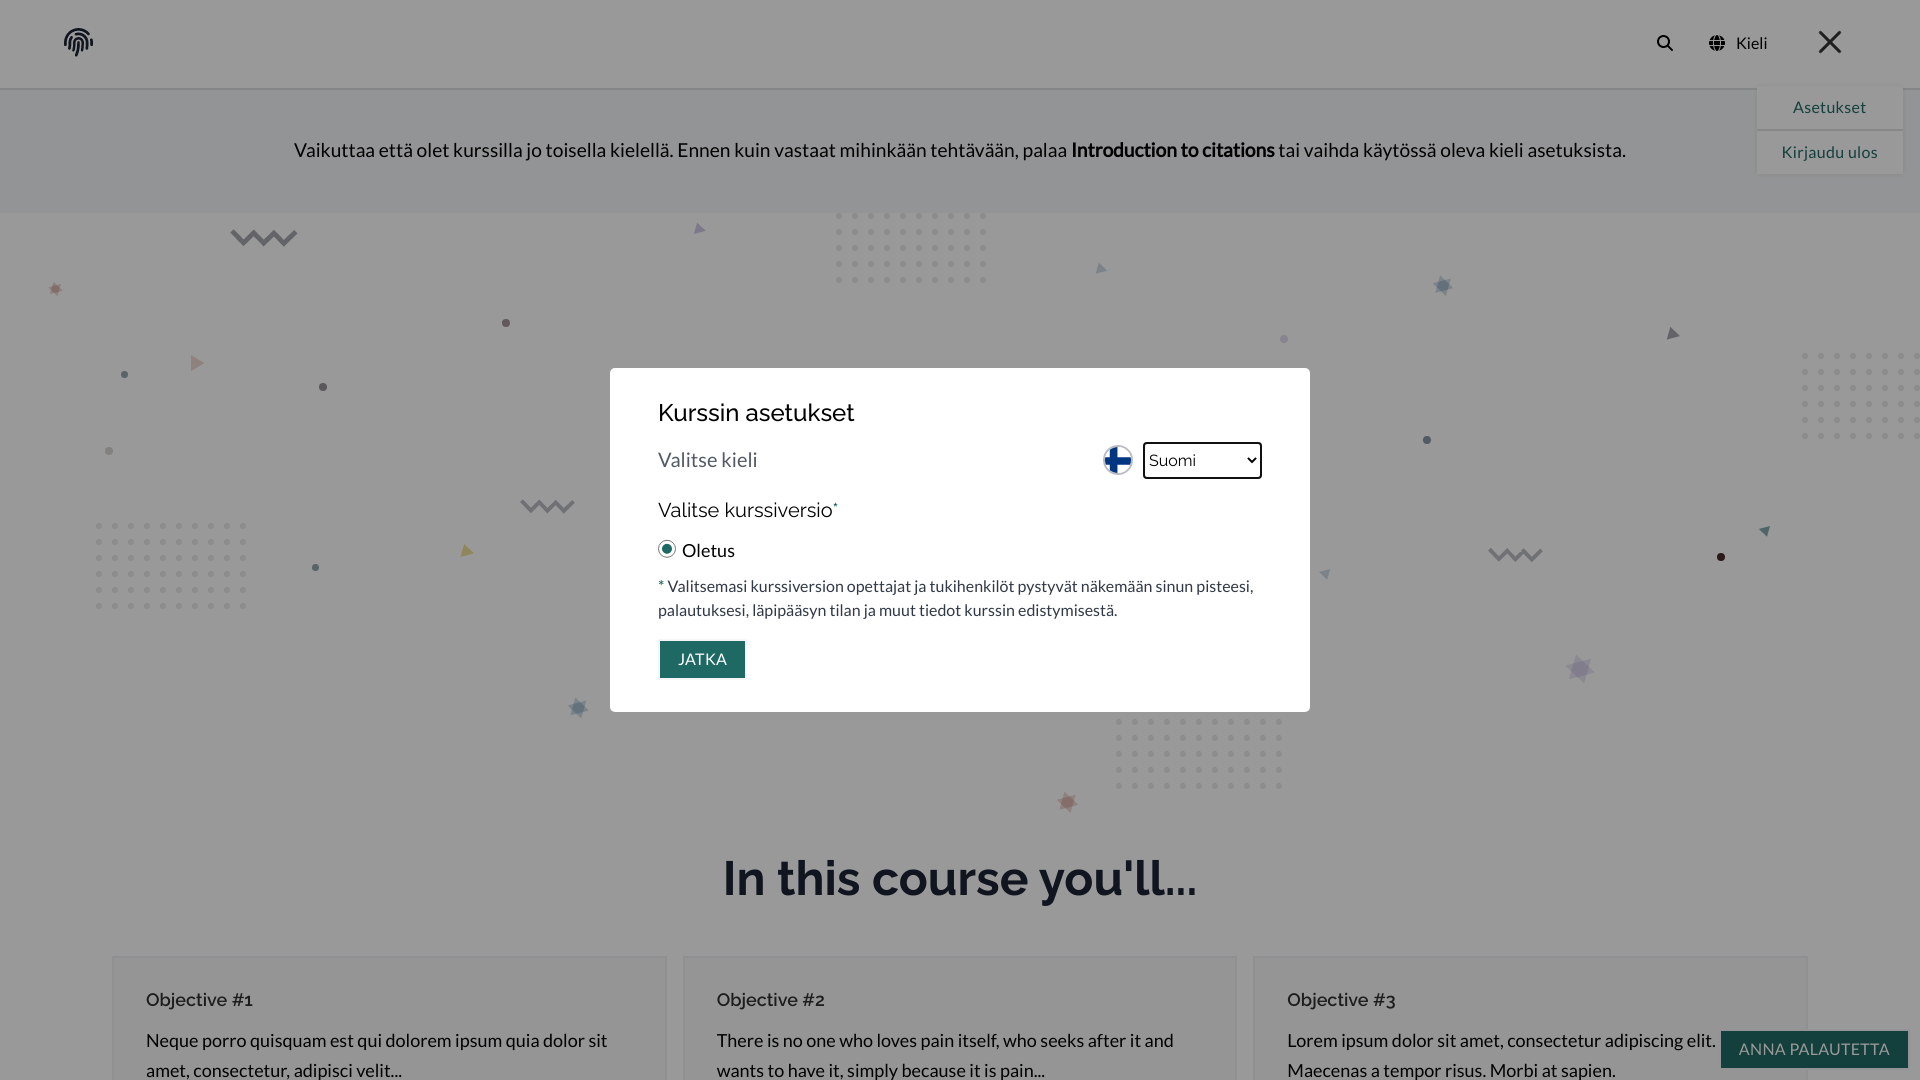 Kieli
Asetukset
Kirjaudu ulos
Vaikuttaa että olet kurssilla jo toisella kielellä. Ennen kuin vastaat mihinkään tehtävään, palaa Introduction to citations tai vaihda käytössä oleva kieli asetuksista.
Kurssin asetukset
Valitse kieli
Suomi
Valitse kurssiversio*
Oletus
* Valitsemasi kurssiversion opettajat ja tukihenkilöt pystyvät näkemään sinun pisteesi,
palautuksesi, läpipääsyn tilan ja muut tiedot kurssin edistymisestä.
JATKA
In this course you'll...
Objective #1
Neque porro quisquam est qui dolorem ipsum quia dolor sit
amet, consectetur, adipisci velit...
Objective #2
There is no one who loves pain itself, who seeks after it and
wants to have it, simply because it is pain...
Objective #3
Lorem ipsum dolor sit amet, consectetur adipiscing elit.
Maecenas a tempor risus. Morbi at sapien.
ANNA PALAUTETTA